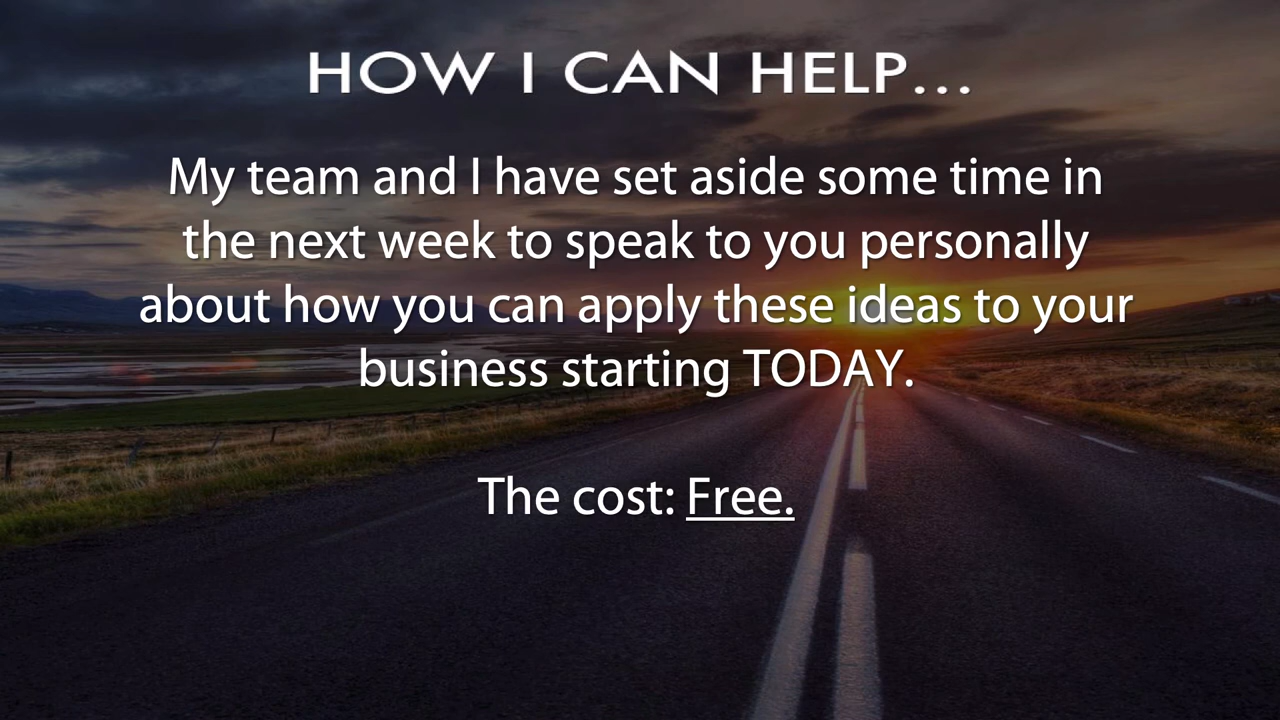 HOW I CAN HELP...
My team and I have set aside some time in
the next week to speak to you personally
about how you can apply these ideas to your
business starting TODAY.
The cost: Free.